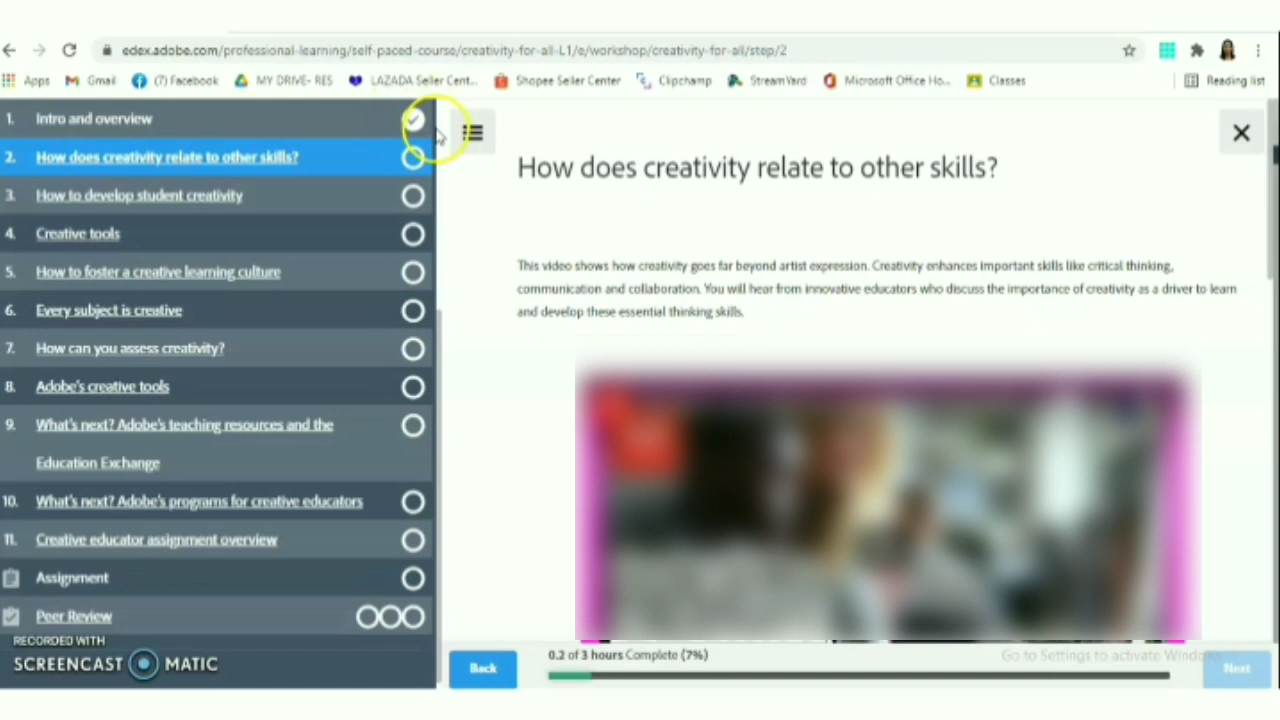 edex.adobe.com/professional-learning/self-paced-course/creativity-for-all-L1/e/workshop/creativity-for-all/step/2
Apps Gmail (7) Facebook MY DRIVE- RES LAZADA Seller Cent... Shopee Seller Center Clipchamp StreamYard Microsoft Office Ho... Classes Reading list
1. Intro and overview
2. How does creativity relate to other skills?
3. How to develop student creativity
4. Creative tools
5. How to foster a creative learning culture
6. Every subject is creative
7. How can you assess creativity?
8. Adobe's creative tools
9. What's next? Adobe's teaching resources and the
Education Exchange
10. What's next? Adobe's programs for creative educators
11. Creative educator assignment overview
Assignment
Peer Review
RECORDED WITH
SCREENCAST MATIC
How does creativity relate to other skills?
This video shows how creativity goes far beyond artist expression. Creativity enhances important skills like critical thinking,
communication and collaboration. You will hear from innovative educators who discuss the importance of creativity as a driver to learn
and develop these essential thinking skills.
Back
0.2 of 3 hours Complete (7%)
Go to Settings to activate Windows.
Next